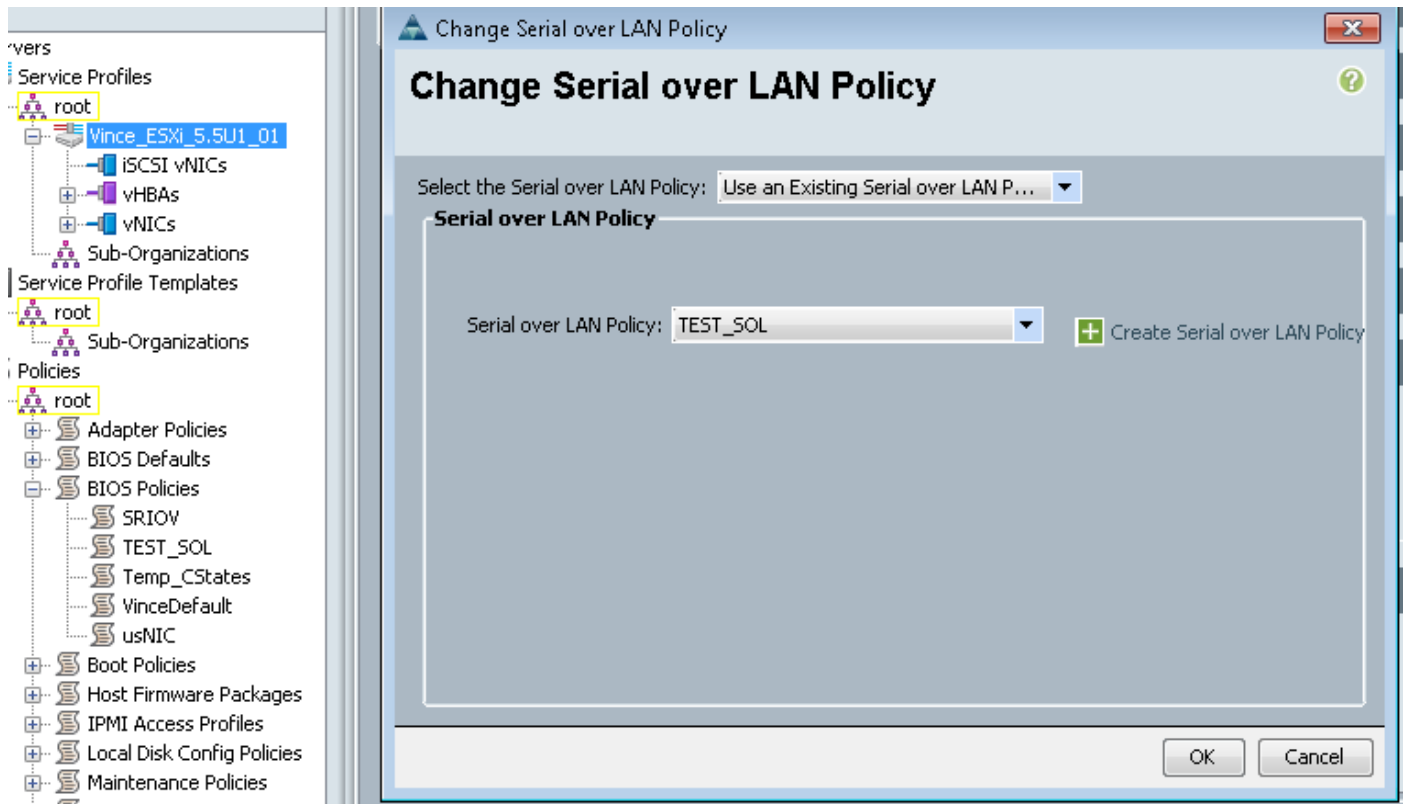 rvers
Service Profiles
root
Vince_ESXi_5.5U1_01
iSCSI vNICs
vHBAs
vNICs
Sub-Organizations
Service Profile Templates
root
Sub-Organizations
Policies
root
Adapter Policies
BIOS Defaults
BIOS Policies
SRIOV
TEST_SOL
Temp_CStates
VinceDefault
usNIC
Boot Policies
Host Firmware Packages
IPMI Access Profiles
Local Disk Config Policies
Maintenance Policies
Change Serial over LAN Policy
Change Serial over LAN Policy
Select the Serial over LAN Policy: Use an Existing Serial over LAN P...
Serial over LAN Policy
Serial over LAN Policy: TEST_SOL
Create Serial over LAN Policy
OK Cancel